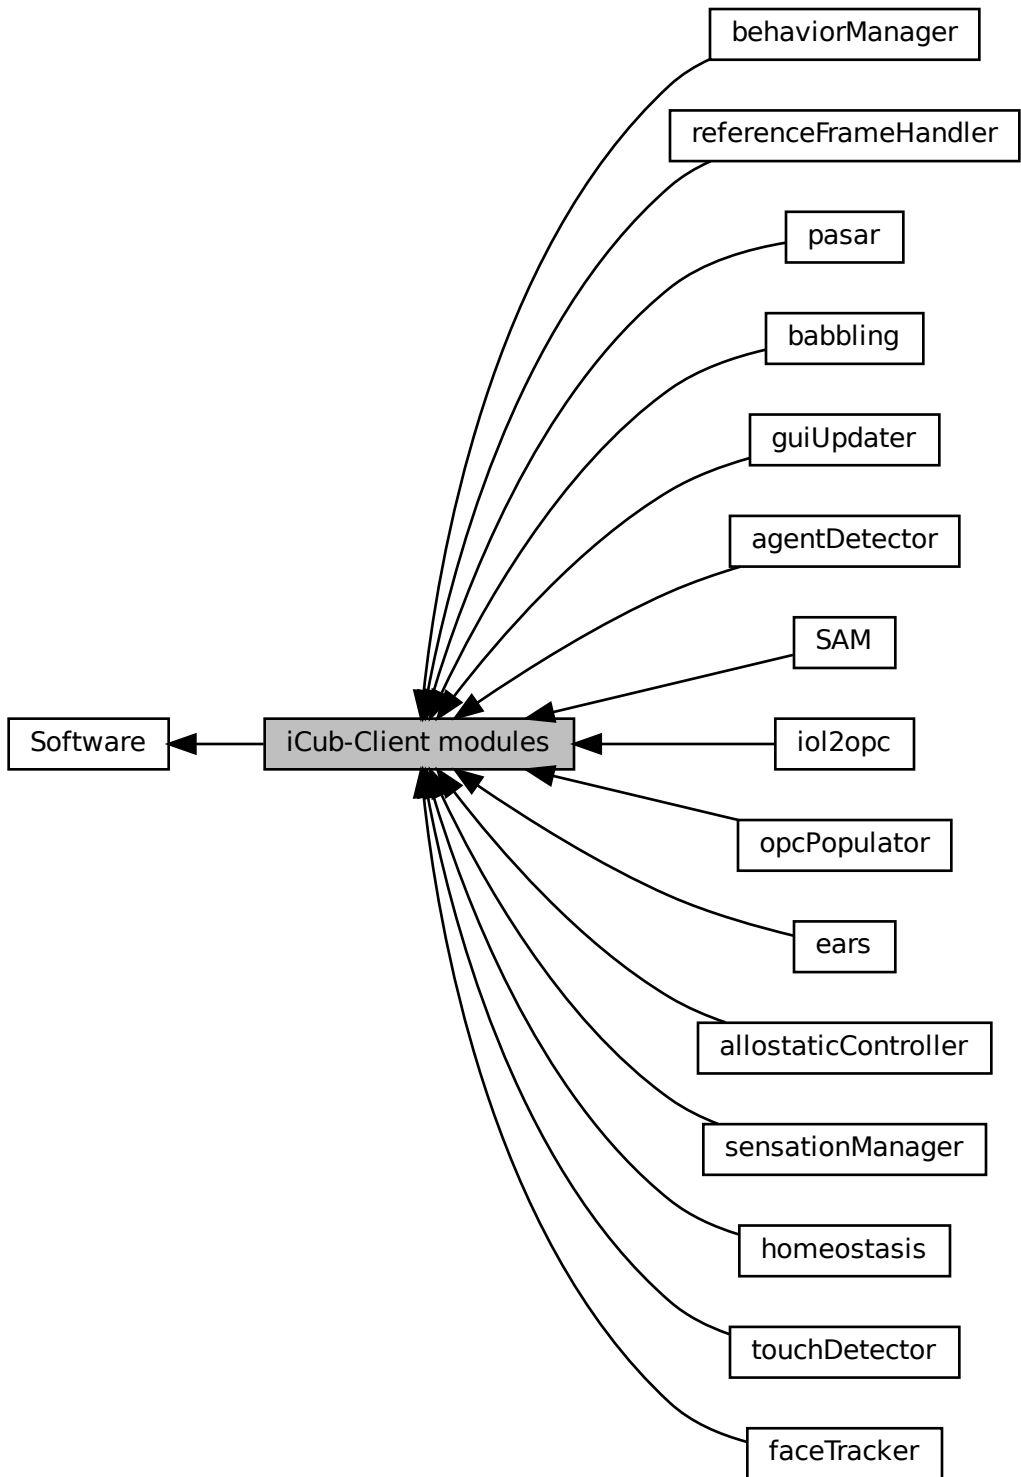 behaviorManager
referenceFrameHandler
pasar
babbling
guiUpdater
agentDetector
SAM
Software
iCub-Client modules
iol2opc
opcPopulator
ears
allostaticController
sensationManager
homeostasis
touchDetector
faceTracker